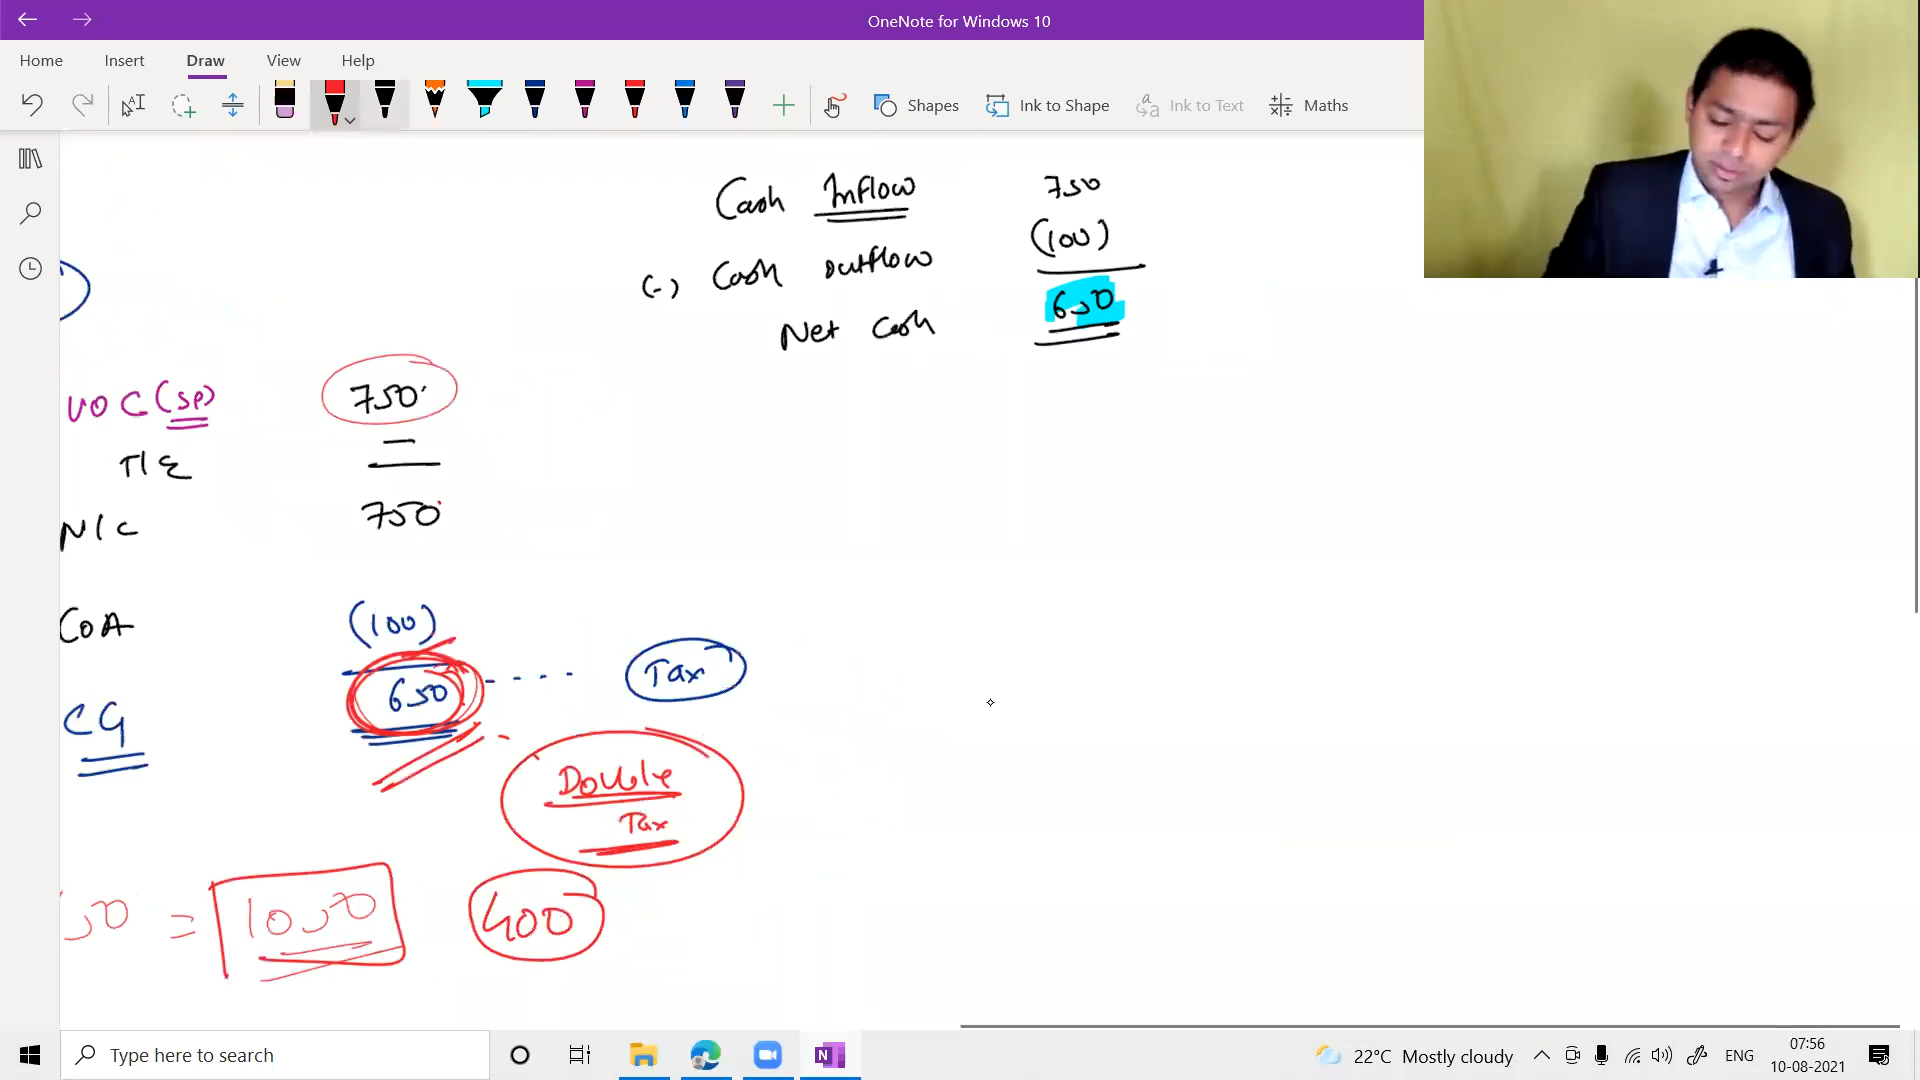 OneNote for Windows 10
Home Insert Draw View Help
Shapes Ink to Shape Ink to Text Maths
Cash Inflow 750
(-) Cash outflow (100)
Net Cash 650
VOC (SP) 750
T/E —
N/C 750
COA (100)
CG 650 Tax
Double
Tax
50 = 1050 400
Type here to search
22°C Mostly cloudy ENG 07:56
10-08-2021